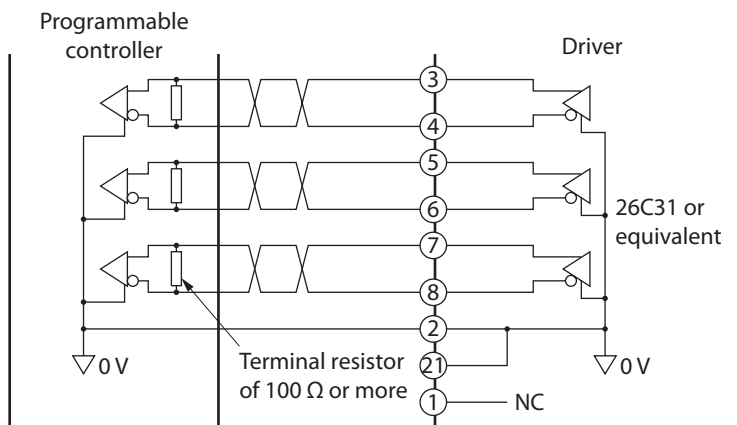 Programmable
controller
Driver
3
4
5
6
26C31 or
equivalent
7
8
2
0 V
Terminal resistor
of 100 Ω or more
21
0 V
1
NC